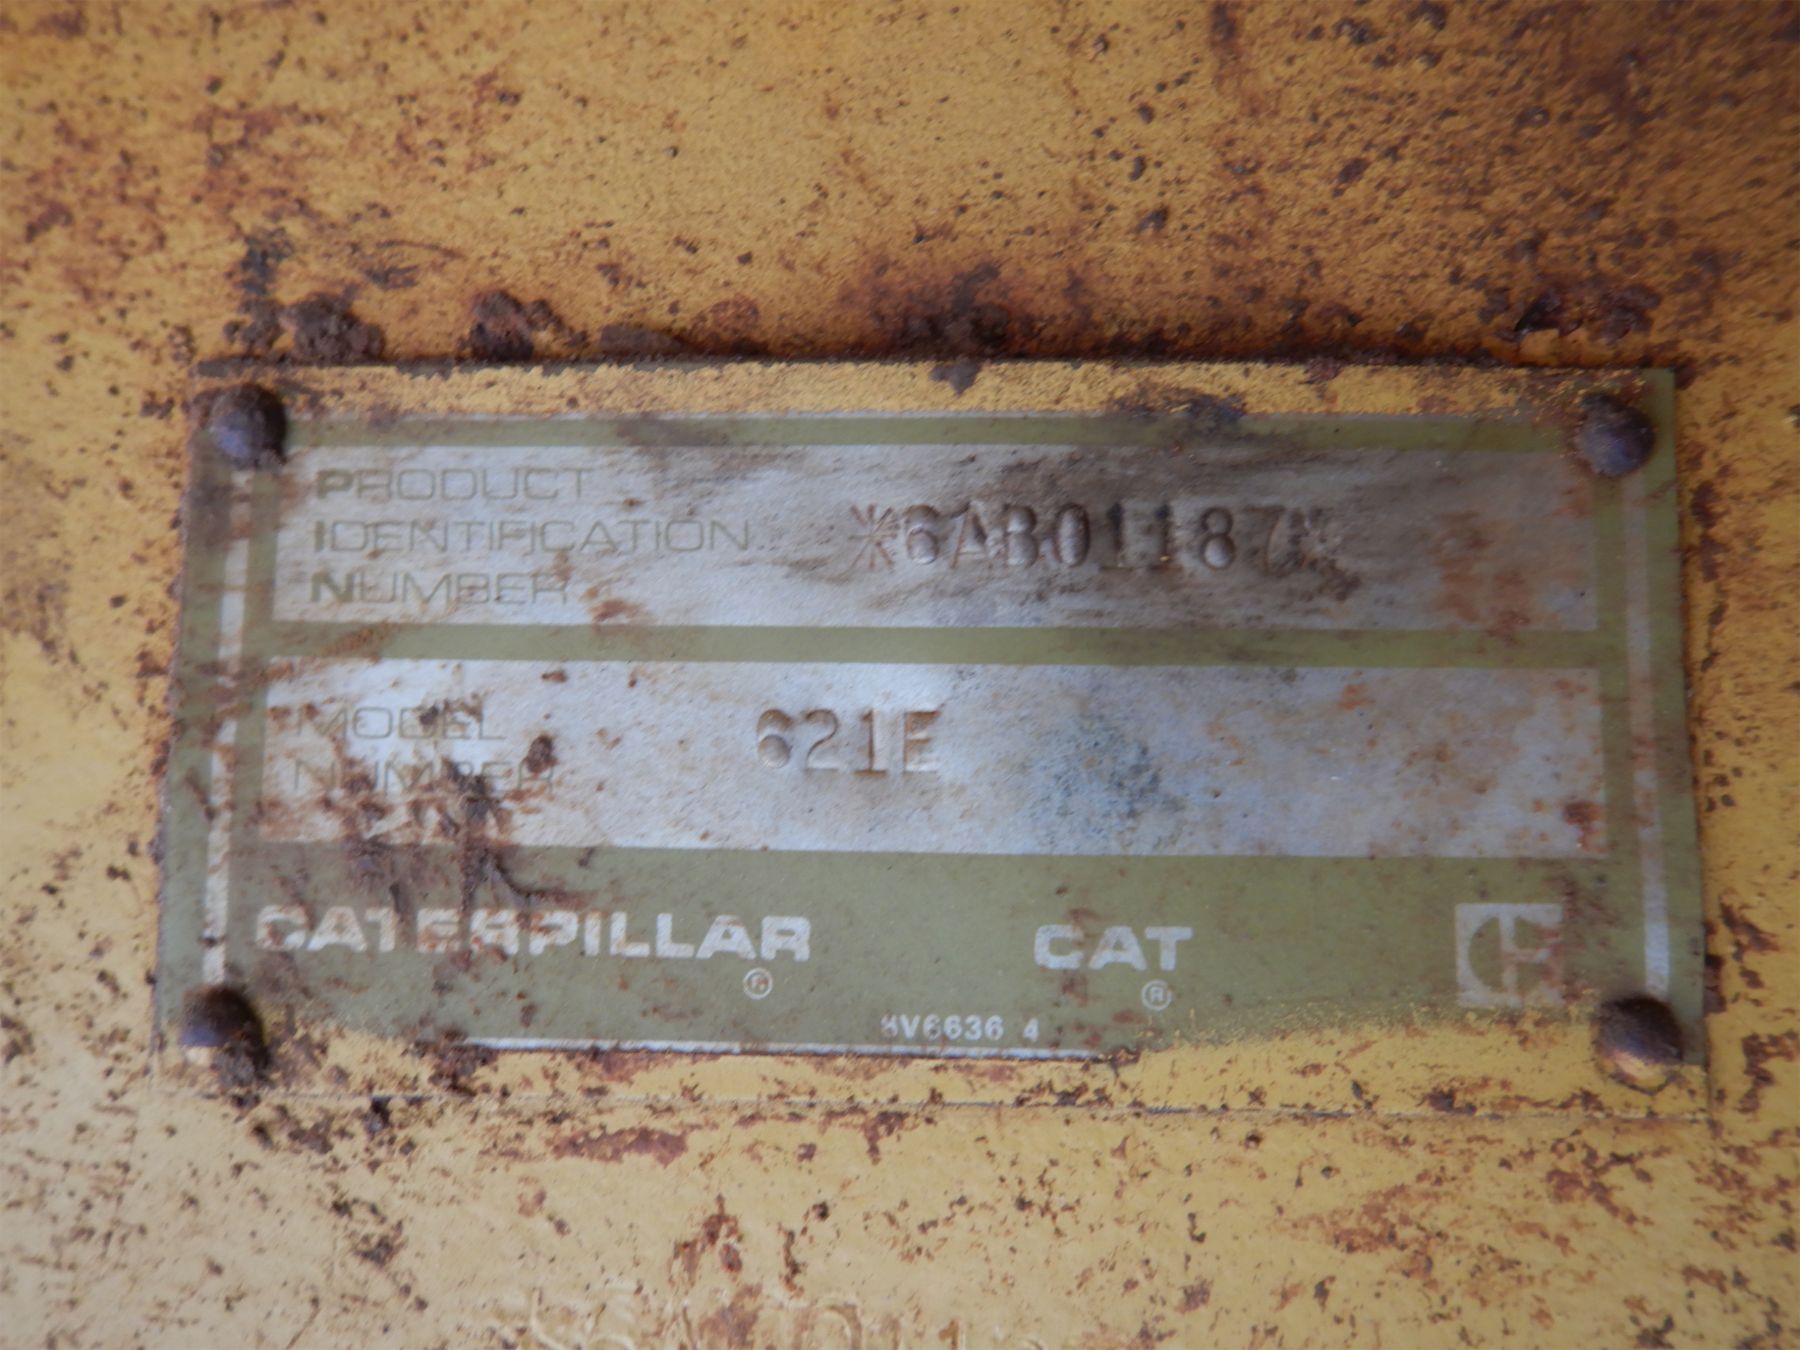 PRODUCT
IDENTIFICATION
NUMBER
*6AB01187*
MODEL
NUMBER
621E
CATERPILLAR ® CAT ®
8V6636 4